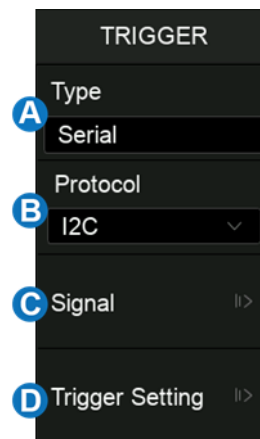 TRIGGER
Type
A
Serial
Protocol
B
I2C
C Signal
D Trigger Setting